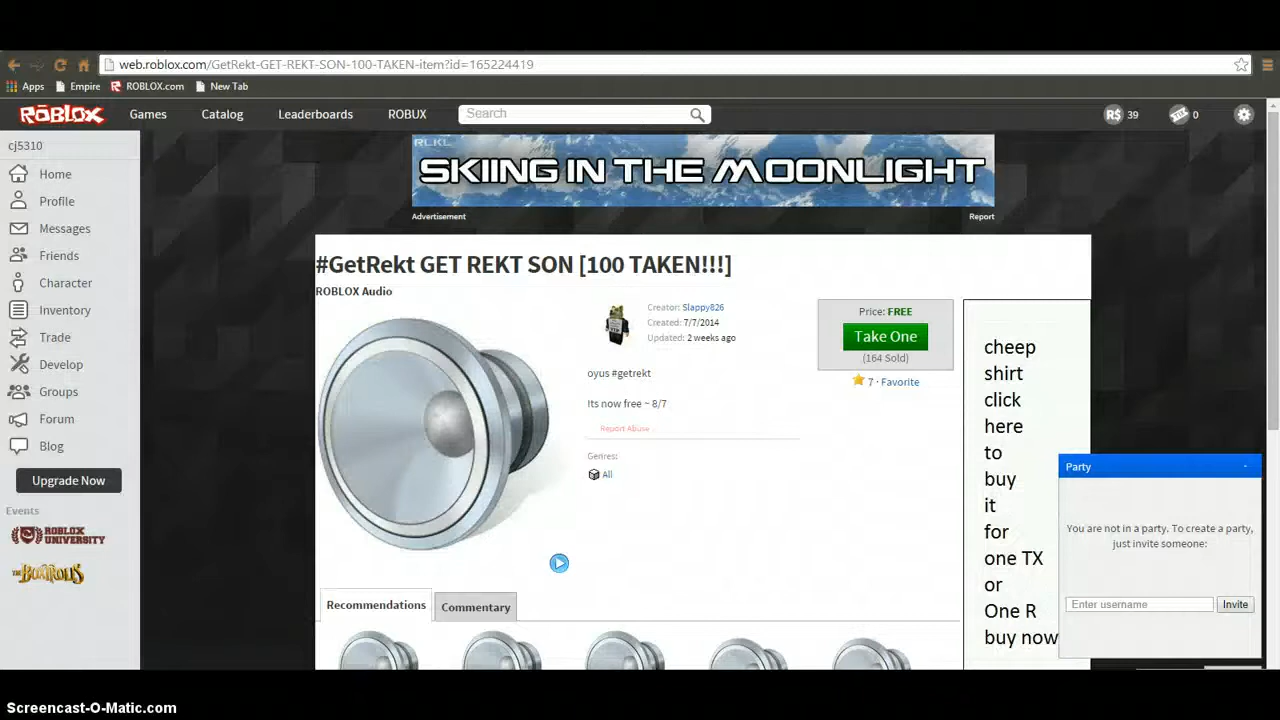 web.roblox.com/GetRekt-GET-REKT-SON-100-TAKEN-item?id=165224419
Apps Empire ROBLOX.com New Tab
ROBLOX Games Catalog Leaderboards ROBUX Search R$ 39 TIX 0
cj5310
Home
Profile
Messages
Friends
Character
Inventory
Trade
Develop
Groups
Forum
Blog
Upgrade Now
Events
ROBLOX UNIVERSITY
THE BOXTROLLS
RLKL
SKIING IN THE MOONLIGHT
Advertisement Report
#GetRekt GET REKT SON [100 TAKEN!!!]
ROBLOX Audio
Creator: Slappy826
Created: 7/7/2014
Updated: 2 weeks ago
oyus #getrekt
Its now free ~ 8/7
Report Abuse
Genres:
All
Price: FREE
Take One
(164 Sold)
7 · Favorite
Recommendations Commentary
cheep
shirt
click
here
to
buy
it
for
one TX
or
One R
buy now
Party -
You are not in a party. To create a party,
just invite someone:
Enter username Invite
Screencast-O-Matic.com